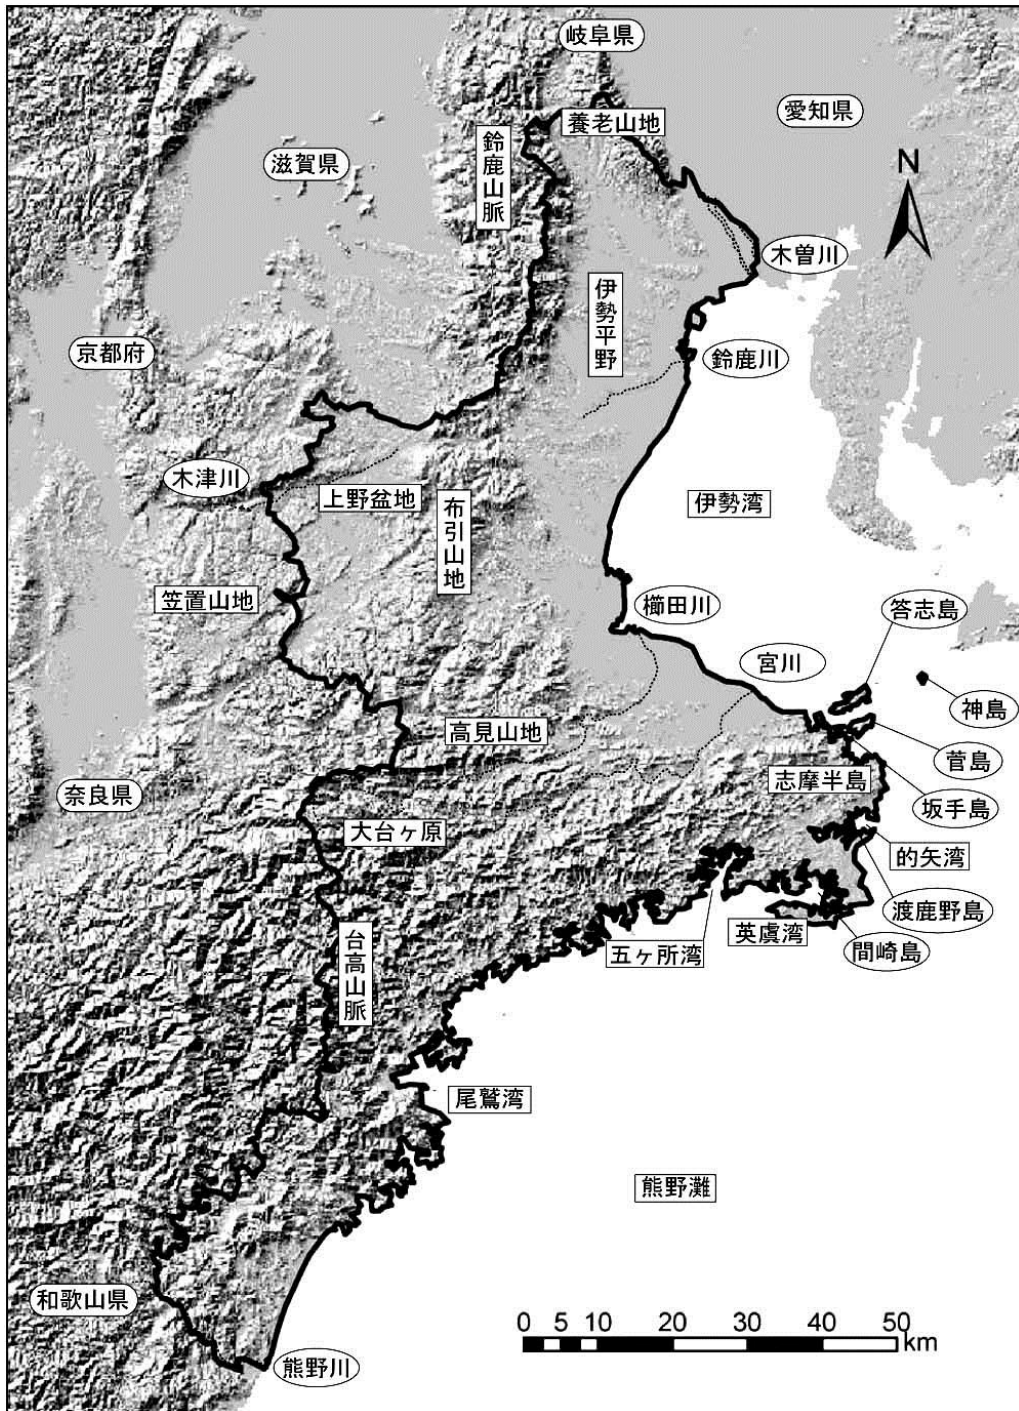 岐阜県
愛知県
養老山地
鈴鹿山脈
滋賀県
N
木曽川
伊勢平野
京都府
鈴鹿川
木津川
上野盆地
布引山地
伊勢湾
笠置山地
櫛田川
答志島
宮川
神島
高見山地
菅島
志摩半島
奈良県
坂手島
大台ヶ原
的矢湾
渡鹿野島
英虞湾
間崎島
五ヶ所湾
台高山脈
尾鷲湾
熊野灘
和歌山県
0 5 10 20 30 40 50
km
熊野川